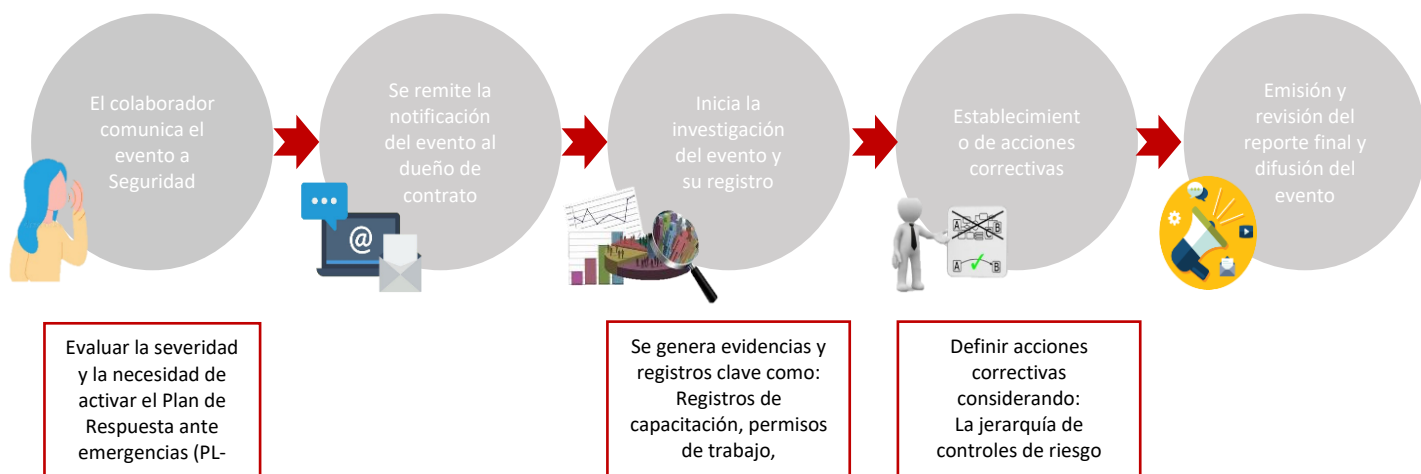 El colaborador
comunica el
evento a
Seguridad
Se remite la
notificación
del evento al
dueño de
contrato
Inicia la
investigación
del evento y
su registro
Establecimient
o de acciones
correctivas
Emisión y
revisión del
reporte final y
difusión del
evento
@
A B
A B
Evaluar la severidad
y la necesidad de
activar el Plan de
Respuesta ante
emergencias (PL-
Se genera evidencias y
registros clave como:
Registros de
capacitación, permisos
de trabajo,
Definir acciones
correctivas
considerando:
La jerarquía de
controles de riesgo